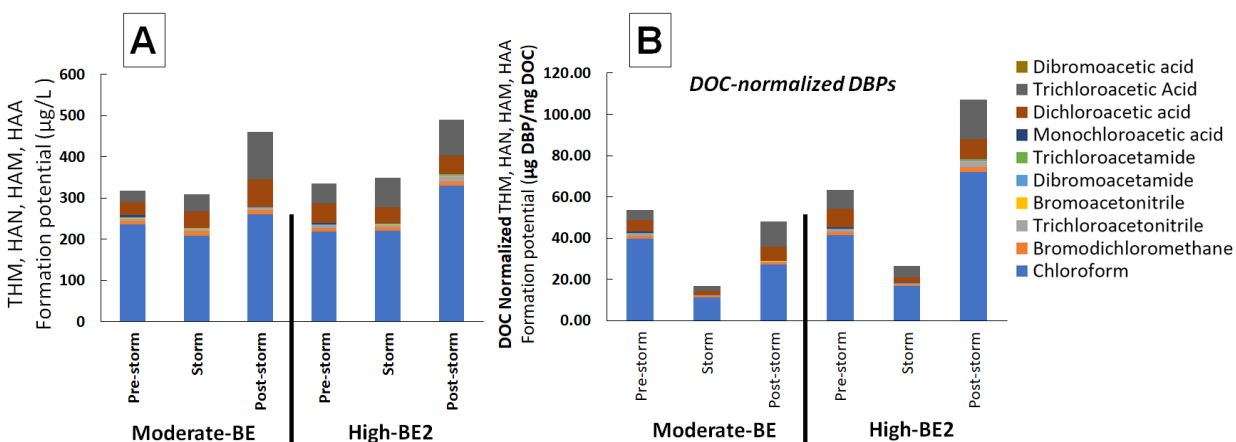 A
THM, HAN, HAM, HAA
Formation potential (µg/L )
600
500
400
300
200
100
0
Pre-storm
Storm
Post-storm
Pre-storm
Storm
Post-storm
Moderate-BE
High-BE2
B
DOC Normalized THM, HAN, HAM, HAA
Formation potential (µg DBP/mg DOC)
DOC-normalized DBPs
120.00
100.00
80.00
60.00
40.00
20.00
0.00
Pre-storm
Storm
Post-storm
Pre-storm
Storm
Post-storm
Moderate-BE
High-BE2
Dibromoacetic acid
Trichloroacetic Acid
Dichloroacetic acid
Monochloroacetic acid
Trichloroacetamide
Dibromoacetamide
Bromoacetonitrile
Trichloroacetonitrile
Bromodichloromethane
Chloroform